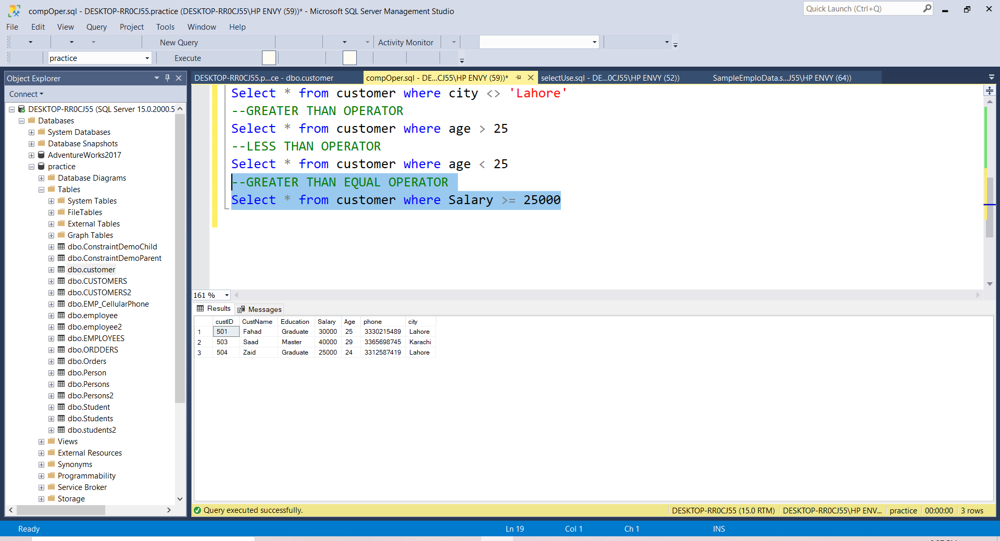 compOper.sql - DESKTOP-RR0CJ55.practice (DESKTOP-RR0CJ55\HP ENVY (59))* - Microsoft SQL Server Management Studio
Quick Launch (Ctrl+Q)
File Edit View Query Project Tools Window Help
New Query Activity Monitor
practice Execute
Object Explorer
Connect
DESKTOP-RR0CJ55 (SQL Server 15.0.2000.5
Databases
System Databases
Database Snapshots
AdventureWorks2017
practice
Database Diagrams
Tables
System Tables
FileTables
External Tables
Graph Tables
dbo.ConstraintDemoChild
dbo.ConstraintDemoParent
dbo.customer
dbo.CUSTOMERS
dbo.CUSTOMERS2
dbo.EMP_CellularPhone
dbo.employee
dbo.employee2
dbo.EMPLOYEES
dbo.ORDDERS
dbo.Orders
dbo.Person
dbo.Persons
dbo.Persons2
dbo.Student
dbo.Students
dbo.students2
Views
External Resources
Synonyms
Programmability
Service Broker
Storage
DESKTOP-RR0CJ55.p...ce - dbo.customer
compOper.sql - DE...CJ55\HP ENVY (59))*
selectUse.sql - DE...0CJ55\HP ENVY (52))
SampleEmploData.s...J55\HP ENVY (64))
Select * from customer where city <> 'Lahore'
--GREATER THAN OPERATOR
Select * from customer where age > 25
--LESS THAN OPERATOR
Select * from customer where age < 25
--GREATER THAN EQUAL OPERATOR
Select * from customer where Salary >= 25000
161 %
Results Messages
custID CustName Education Salary Age phone city
1 501 Fahad Graduate 30000 25 3330215489 Lahore
2 503 Saad Master 40000 29 3365698745 Karachi
3 504 Zaid Graduate 25000 24 3312587419 Lahore
Query executed successfully.
DESKTOP-RR0CJ55 (15.0 RTM) DESKTOP-RR0CJ55\HP ENV... practice 00:00:00 3 rows
Ready Ln 19 Col 1 Ch 1 INS